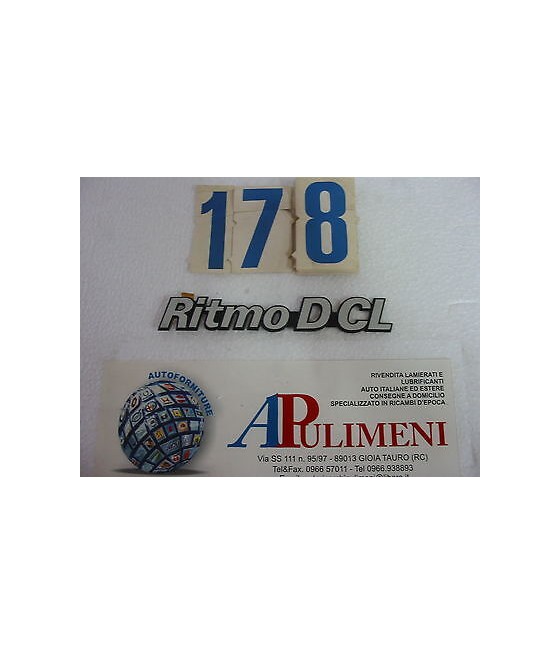 178
Ritmo D CL
AUTOFORNITURE
RIVENDITA LAMIERATI E
LUBRIFICANTI
AUTO ITALIANE ED ESTERE
CONSEGNE A DOMICILIO
SPECIALIZZATO IN RICAMBI D'EPOCA
APULIMENI
Via SS 111 n. 95/97 - 89013 GIOIA TAURO (RC)
Tel&Fax. 0966 57011 - Tel 0966.938893